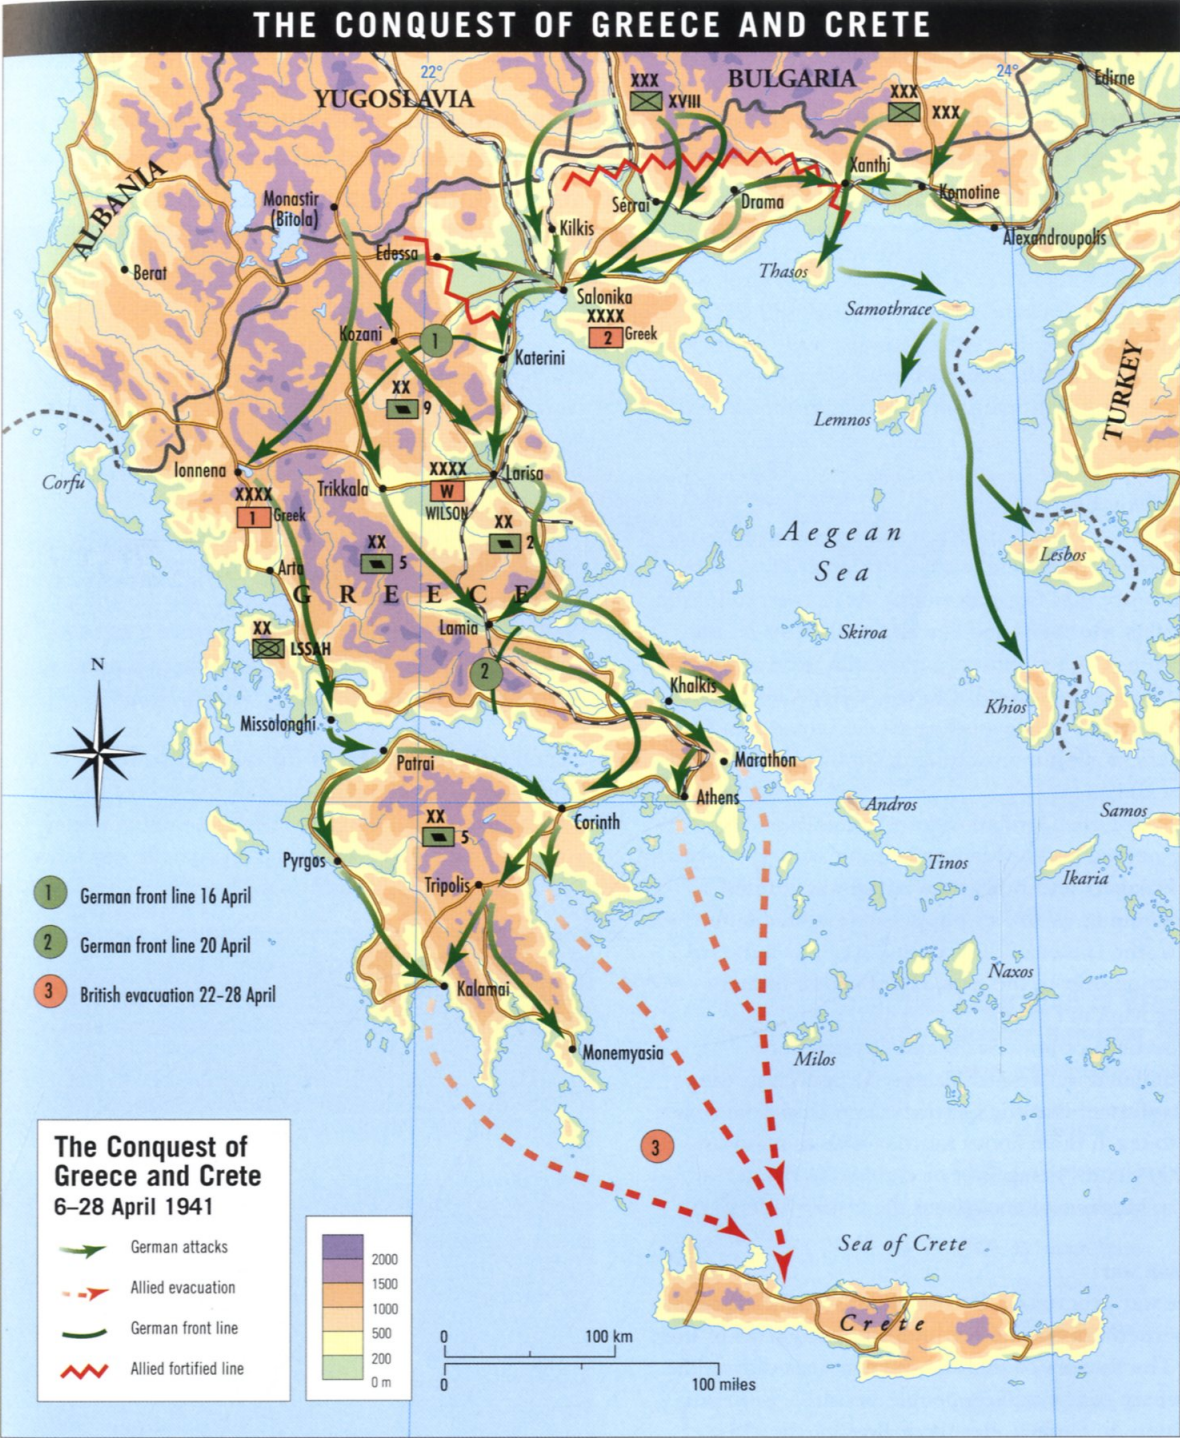 THE CONQUEST OF GREECE AND CRETE
22°
24°
YUGOSLAVIA
BULGARIA
XXX
XVIII
XXX
XXX
Edirne
ALBANIA
Monastir
(Bitola)
Berat
Edessa
Kilkis
Sérrai
Drama
Xanthi
Komotine
Alexandroupolis
Thasos
Samothrace
Salonika
XXXX
2 Greek
Kozani
1
Katerini
XX
9
Lemnos
TURKEY
Corfu
Ionnena
XXXX
1 Greek
Trikkala
XXXX
W
WILSON
Larisa
XX
2
XX
5
Arta
GREECE
Aegean
Sea
Lesbos
Lamia
Skiroa
XX
LSSAH
N
2
Khalkis
Khios
Missolonghi
Patrai
Marathon
Athens
Andros
Samos
Corinth
XX
5
Pyrgos
Tripolis
Tinos
Ikaria
1 German front line 16 April
2 German front line 20 April
3 British evacuation 22–28 April
Kalamai
Naxos
Monemyasia
Milos
3
The Conquest of
Greece and Crete
6–28 April 1941
German attacks
Allied evacuation
German front line
Allied fortified line
2000
1500
1000
500
200
0 m
0
100 km
0
100 miles
Sea of Crete
Crete